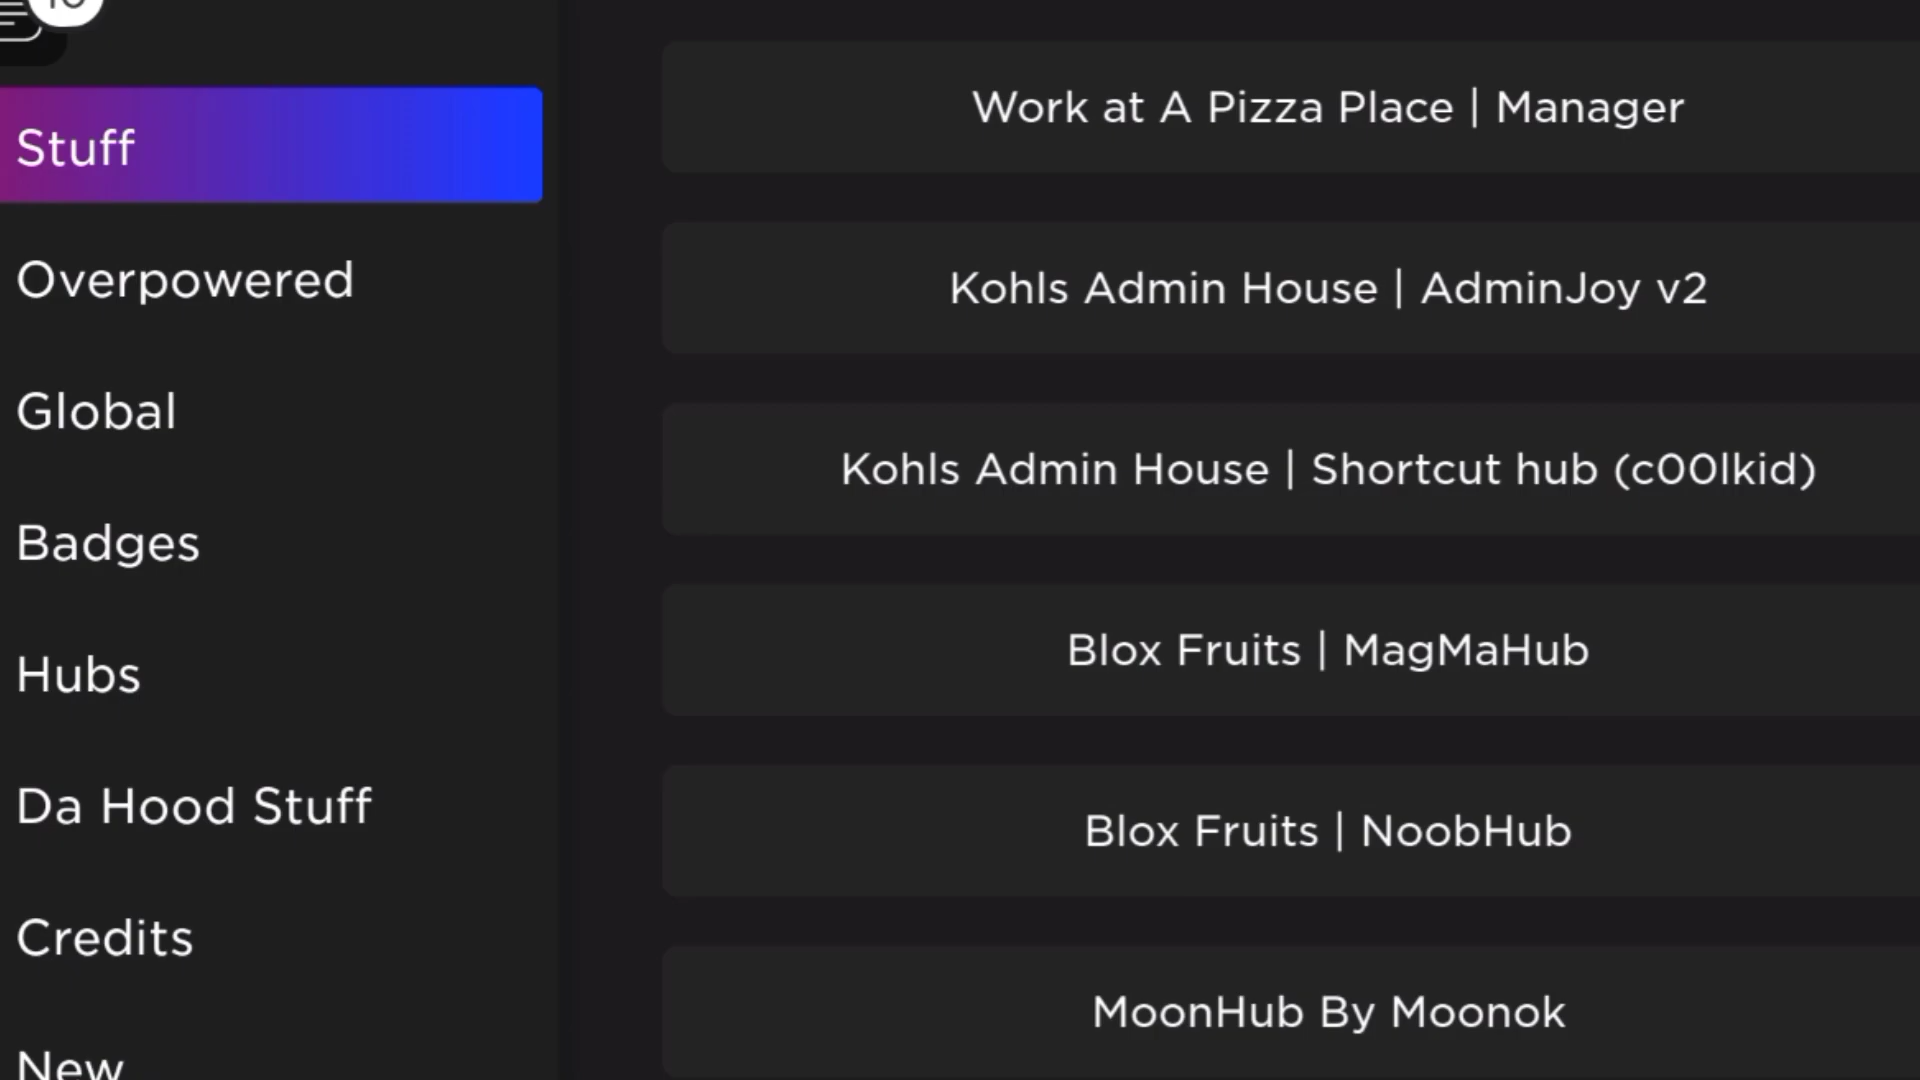 Stuff
Overpowered
Global
Badges
Hubs
Da Hood Stuff
Credits
New
Work at A Pizza Place | Manager
Kohls Admin House | AdminJoy v2
Kohls Admin House | Shortcut hub (c00lkid)
Blox Fruits | MagMaHub
Blox Fruits | NoobHub
MoonHub By Moonok